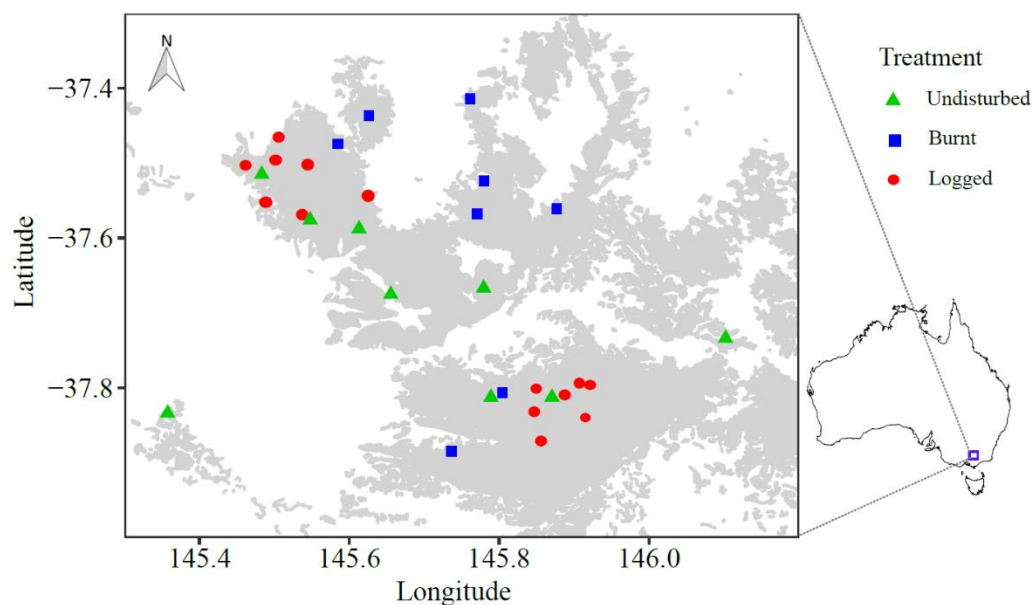 N
Latitude
−37.4
−37.6
−37.8
145.4 145.6 145.8 146.0
Longitude
Treatment
Undisturbed
Burnt
Logged